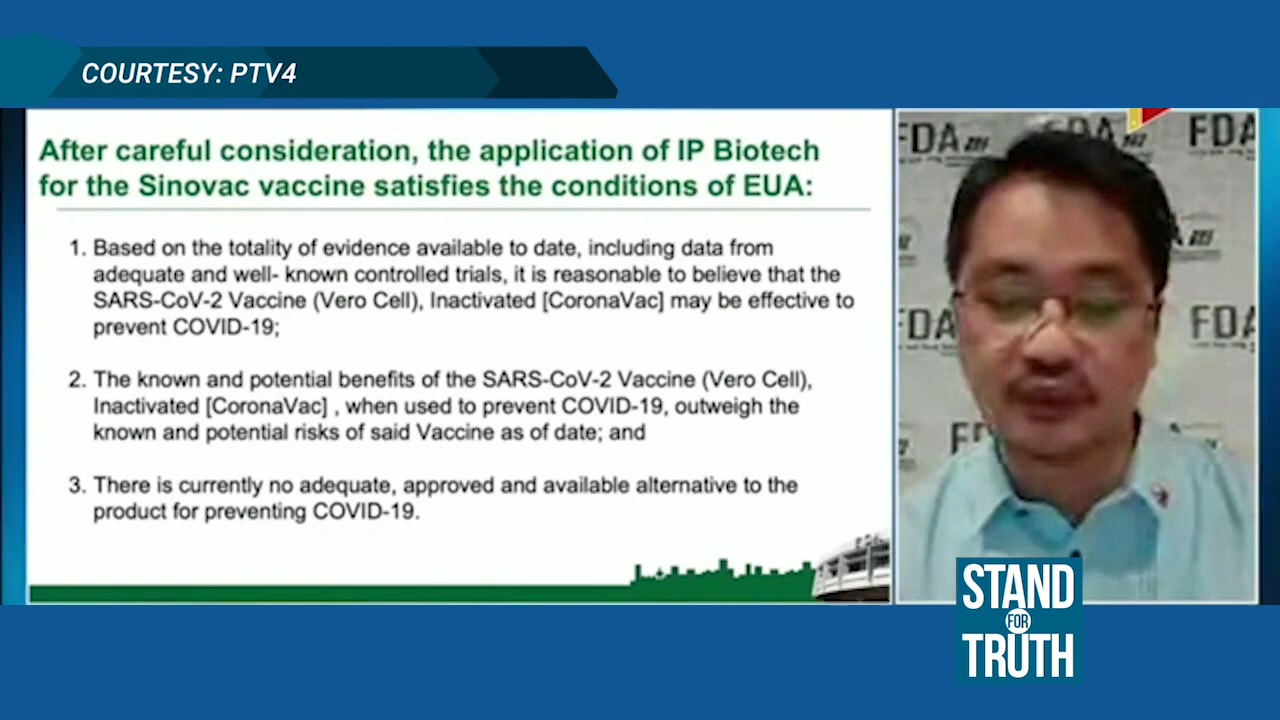 COURTESY: PTV4
After careful consideration, the application of IP Biotech
for the Sinovac vaccine satisfies the conditions of EUA:
1. Based on the totality of evidence available to date, including data from
adequate and well- known controlled trials, it is reasonable to believe that the
SARS-CoV-2 Vaccine (Vero Cell), Inactivated [CoronaVac] may be effective to
prevent COVID-19;
2. The known and potential benefits of the SARS-CoV-2 Vaccine (Vero Cell),
Inactivated [CoronaVac] , when used to prevent COVID-19, outweigh the
known and potential risks of said Vaccine as of date; and
3. There is currently no adequate, approved and available alternative to the
product for preventing COVID-19.
FDA
FDA
FDA
FDA
FDA
STAND
FOR
TRUTH